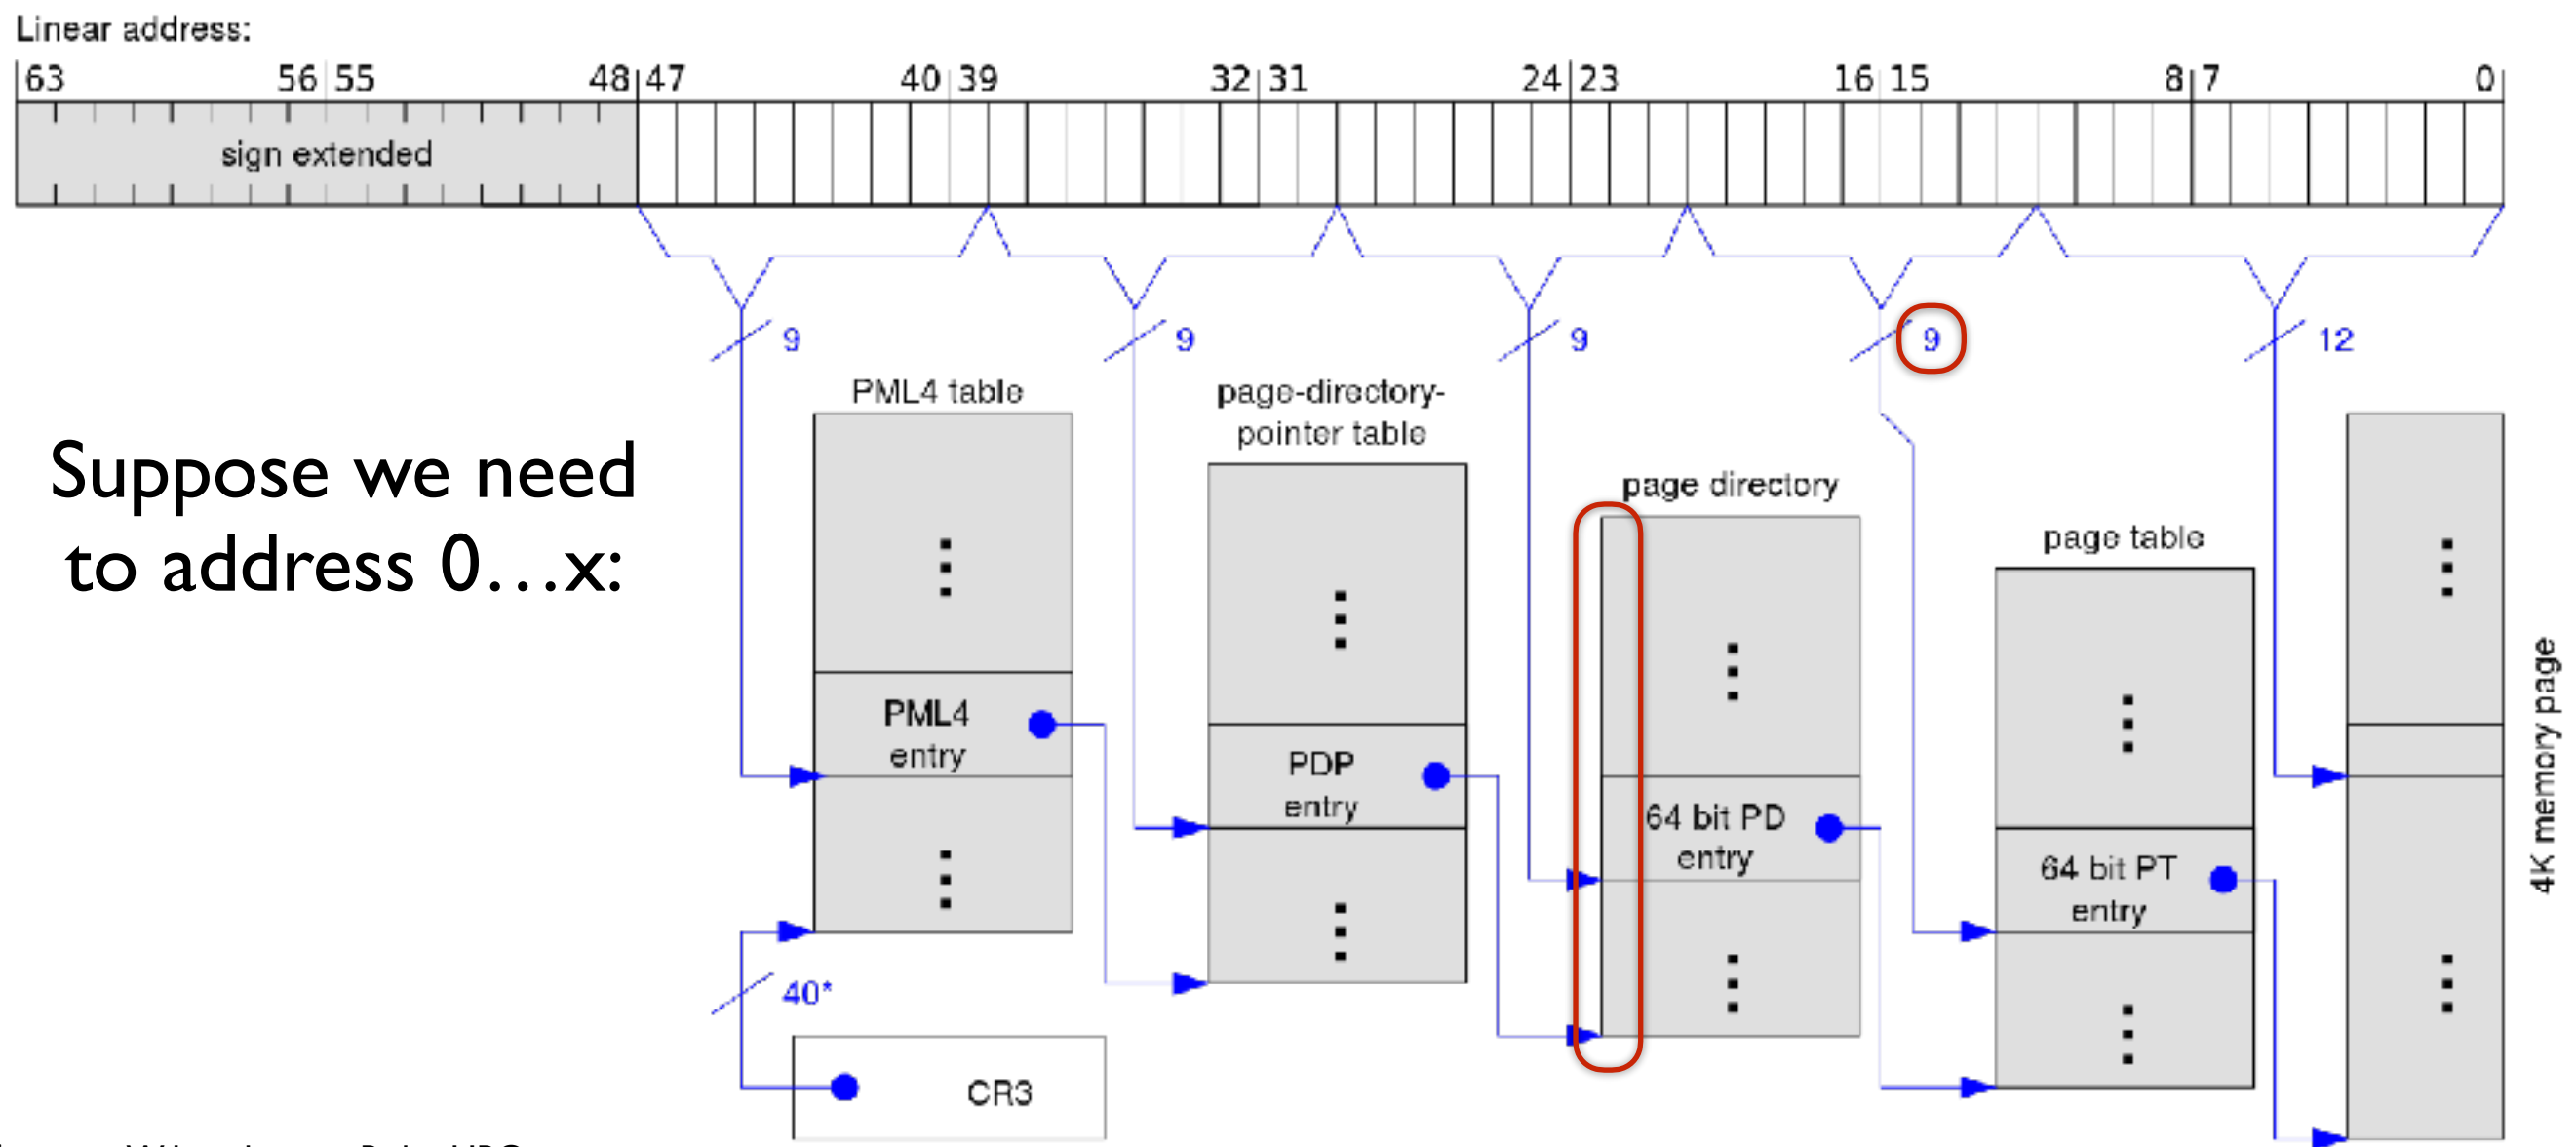 Linear address:
63 56 55 48 47 40 39 32 31 24 23 16 15 8 7 0
sign extended
9 9 9 9 12
PML4 table
page-directory-
pointer table
page directory
page table
Suppose we need
to address 0...x:
PML4
entry
PDP
entry
64 bit PD
entry
64 bit PT
entry
4K memory page
40*
CR3